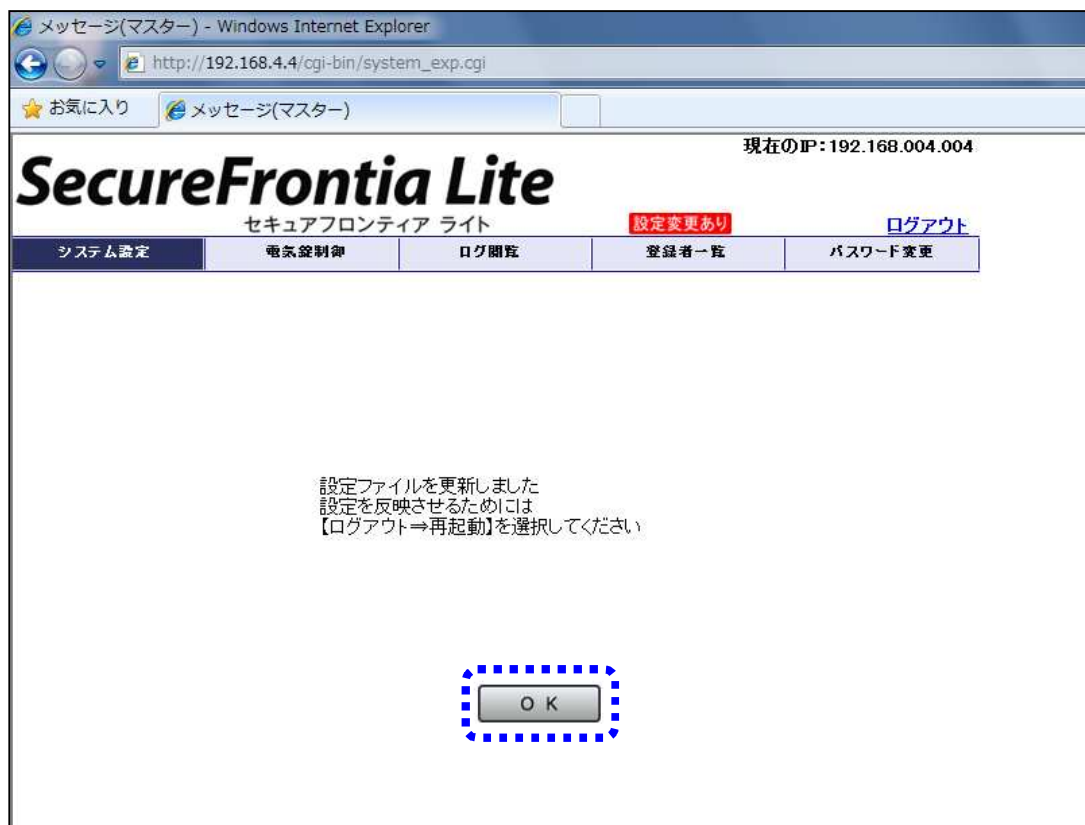 メッセージ(マスター) - Windows Internet Explorer
http://192.168.4.4/cgi-bin/system_exp.cgi
お気に入り メッセージ(マスター)
現在のIP:192.168.004.004
SecureFrontia Lite
セキュアフロンティア ライト 設定変更あり ログアウト
システム設定 電気錠制御 ログ閲覧 登録者一覧 パスワード変更
設定ファイルを更新しました
設定を反映させるためには
【ログアウト⇒再起動】を選択してください
ＯＫ